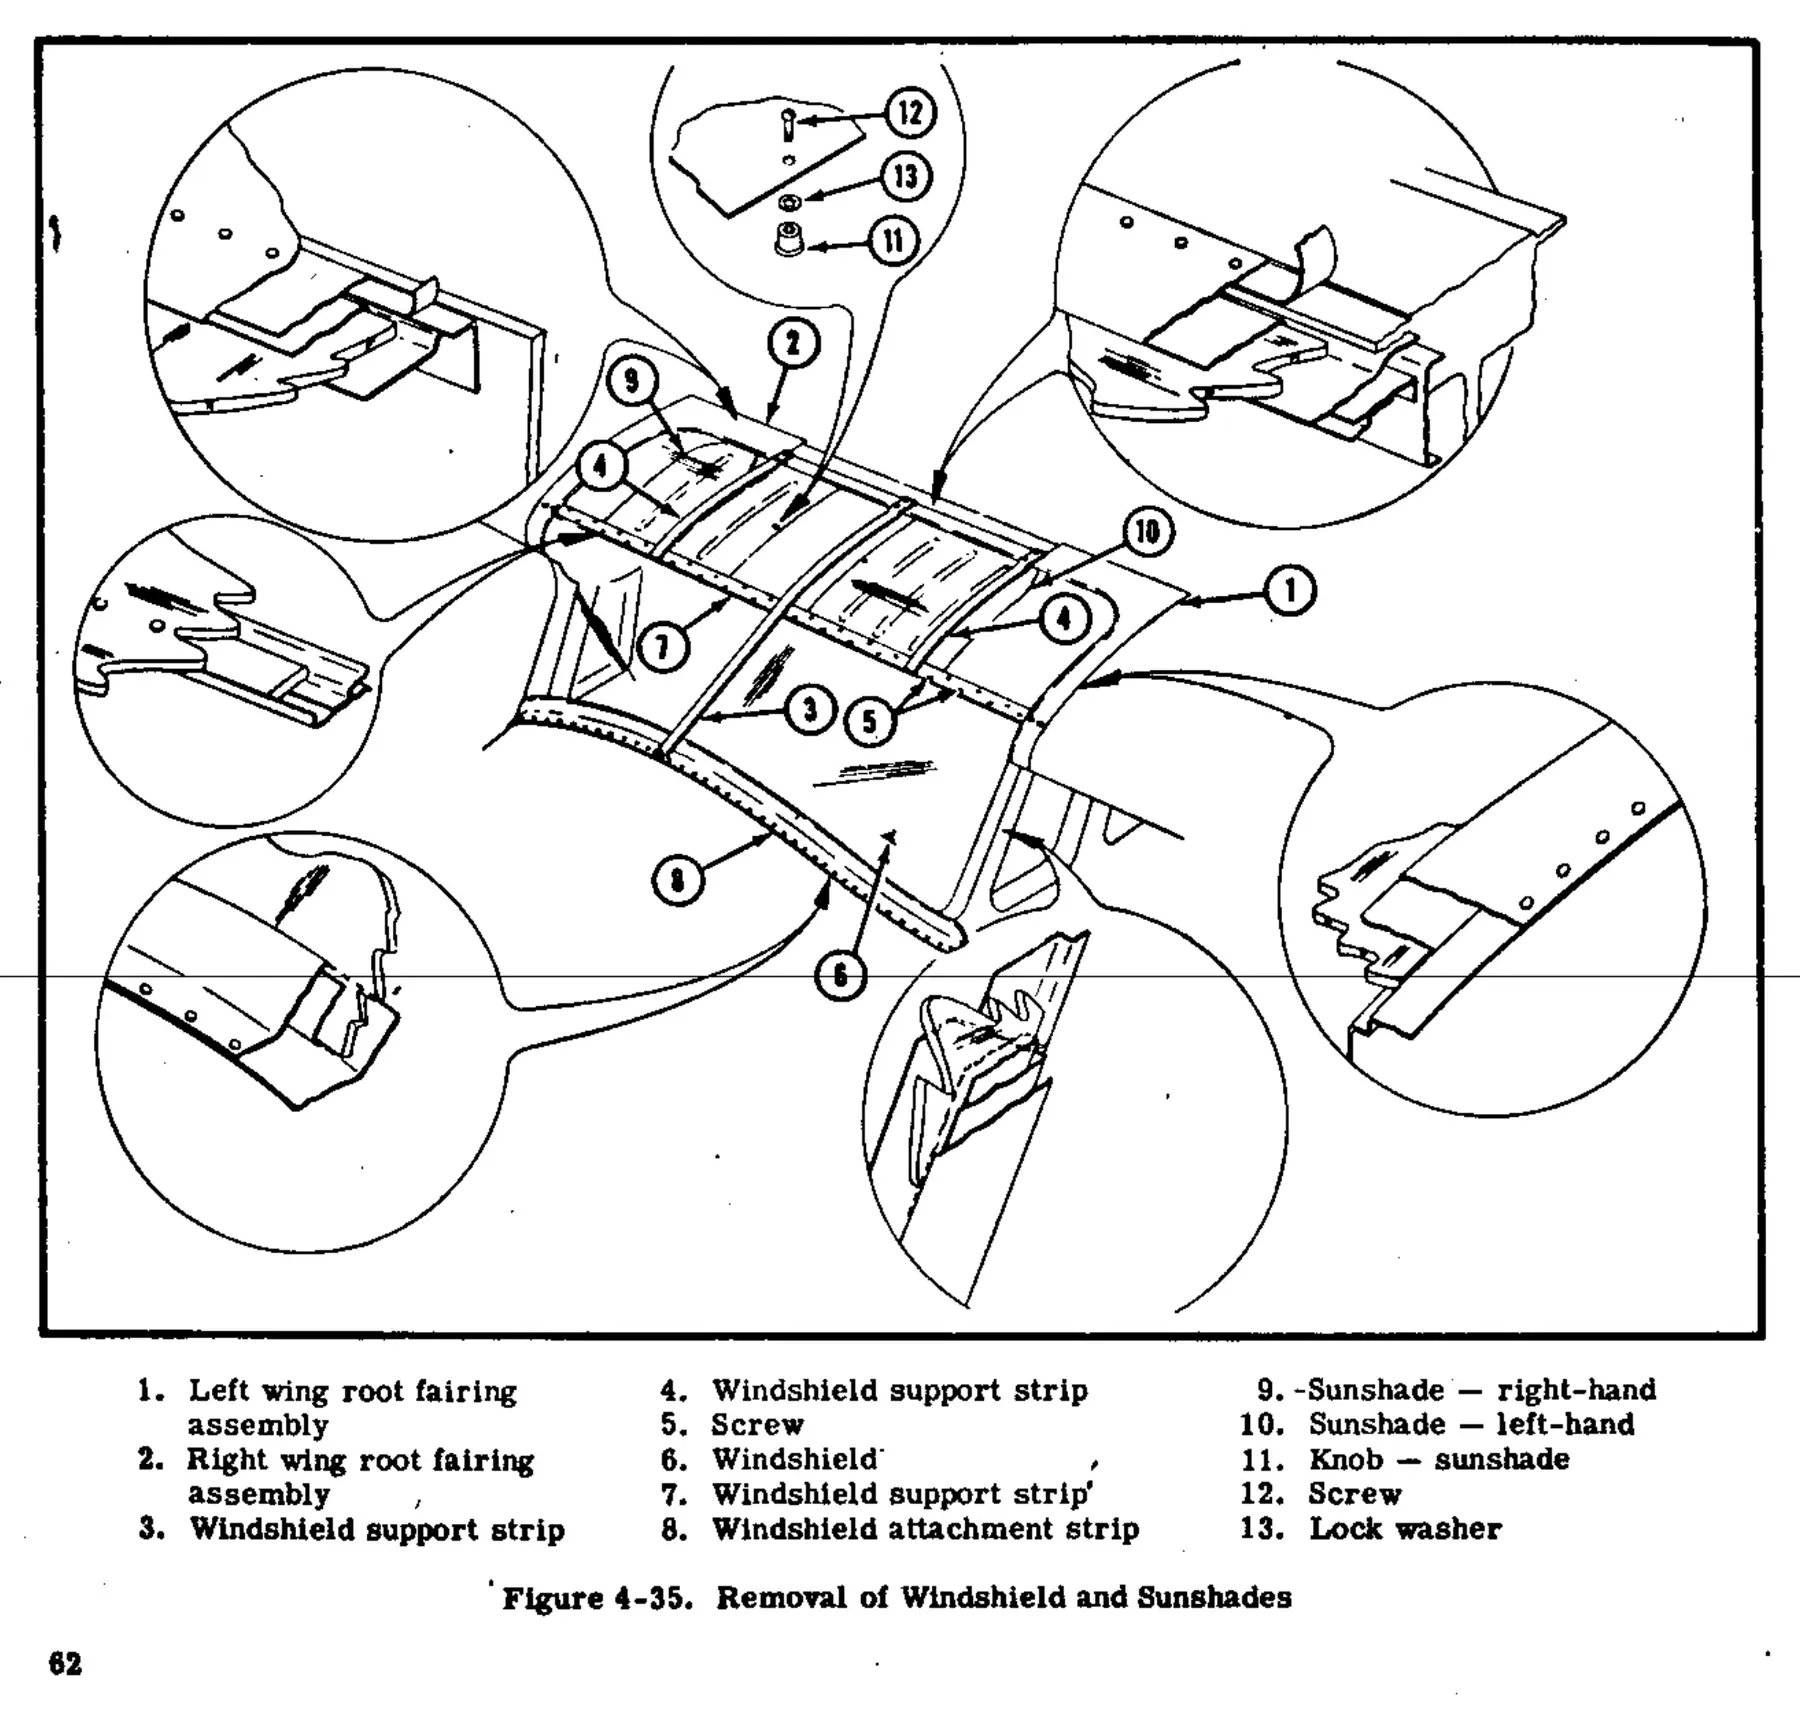 12
13
11
2
9
4
10
1
4
7
3
5
8
6
1. Left wing root fairing
assembly
2. Right wing root fairing
assembly
3. Windshield support strip
4. Windshield support strip
5. Screw
6. Windshield
7. Windshield support strip
8. Windshield attachment strip
9. Sunshade — right-hand
10. Sunshade — left-hand
11. Knob — sunshade
12. Screw
13. Lock washer
Figure 4-35. Removal of Windshield and Sunshades
62